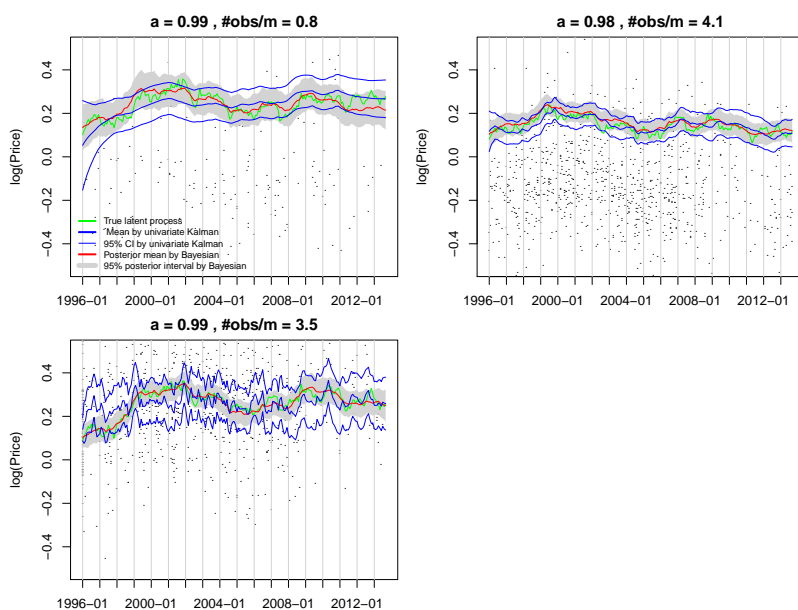 a = 0.99 , #obs/m = 0.8
log(Price)
0.4
0.2
0.0
−0.2
−0.4
True latent process
Mean by univariate Kalman
95% CI by univariate Kalman
Posterior mean by Bayesian
95% posterior interval by Bayesian
1996−01 2000−01 2004−01 2008−01 2012−01
a = 0.98 , #obs/m = 4.1
log(Price)
0.4
0.2
0.0
−0.2
−0.4
1996−01 2000−01 2004−01 2008−01 2012−01
a = 0.99 , #obs/m = 3.5
log(Price)
0.4
0.2
0.0
−0.2
−0.4
1996−01 2000−01 2004−01 2008−01 2012−01